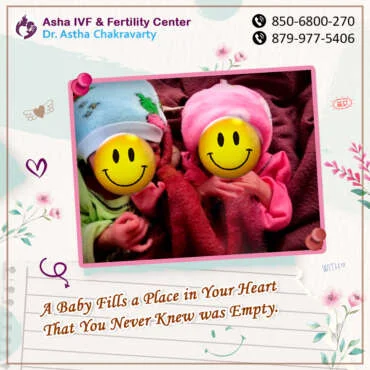 Asha IVF & Fertility Center
Dr. Astha Chakravarty
850-6800-270
879-977-5406
WITH
A Baby Fills a Place in Your Heart
That You Never Knew was Empty.